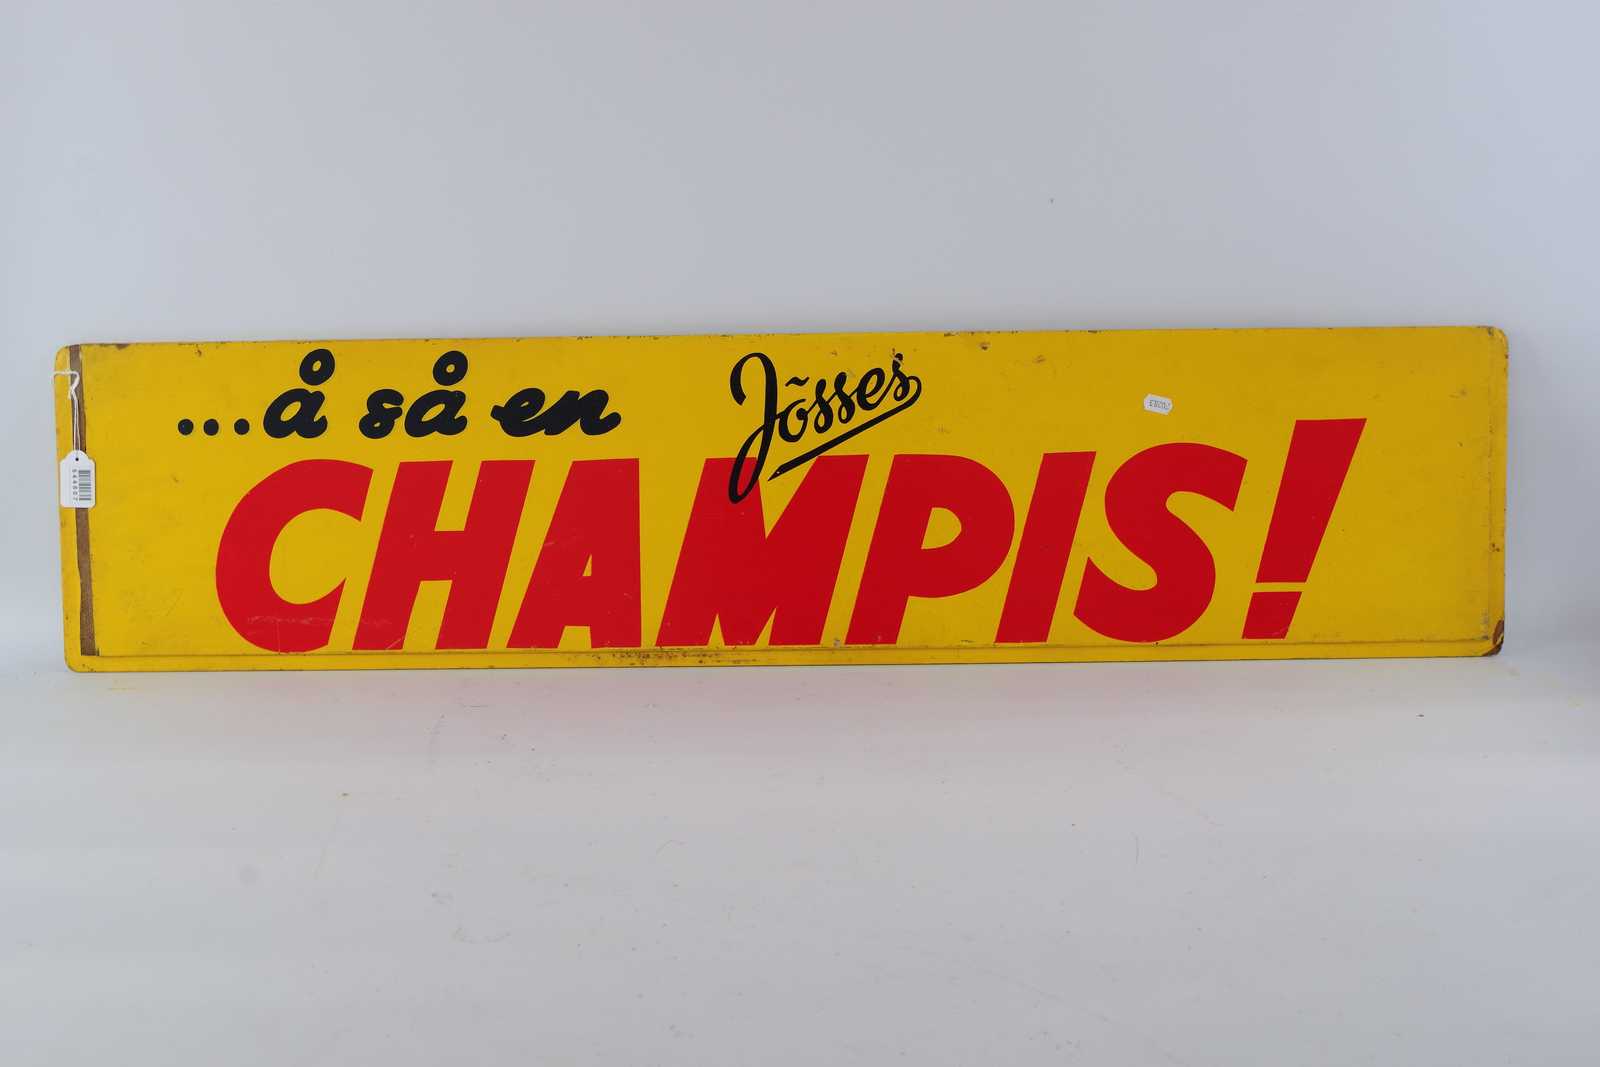 ...å så en
Jösses
CHAMPIS!